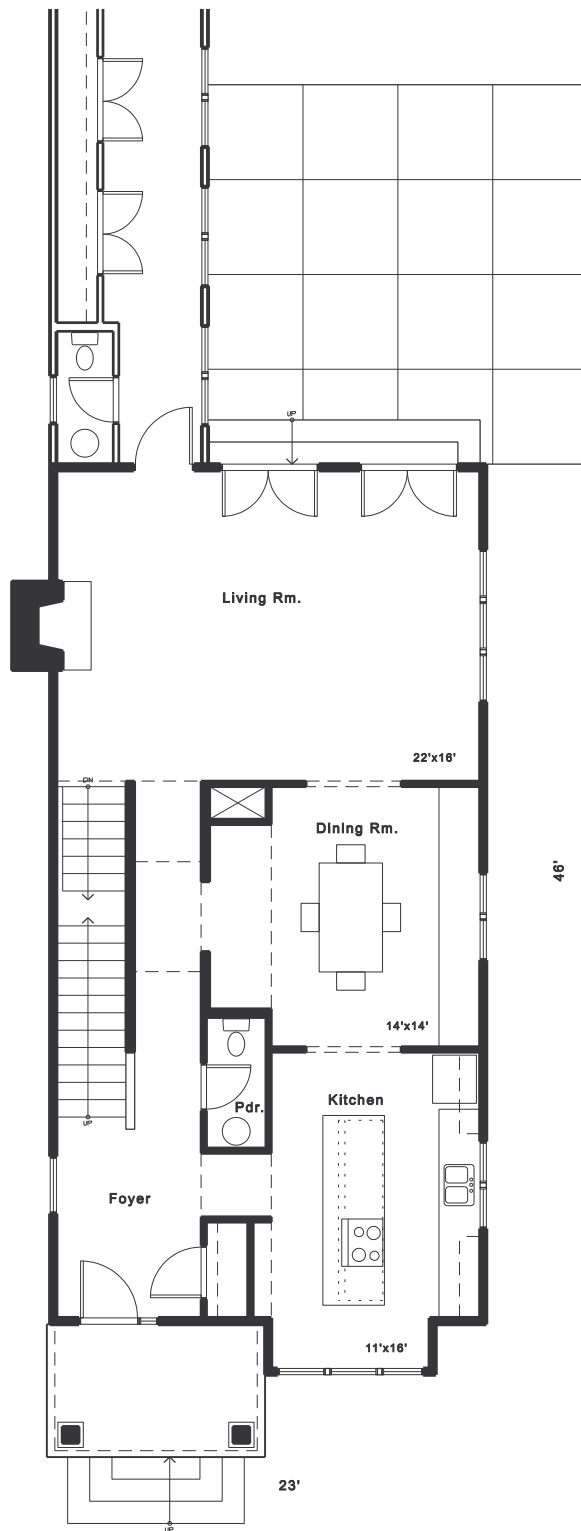 UP
Living Rm.
22'x16'
DN
Dining Rm.
46'
14'x14'
Kitchen
Pdr.
UP
Foyer
11'x16'
23'
UP